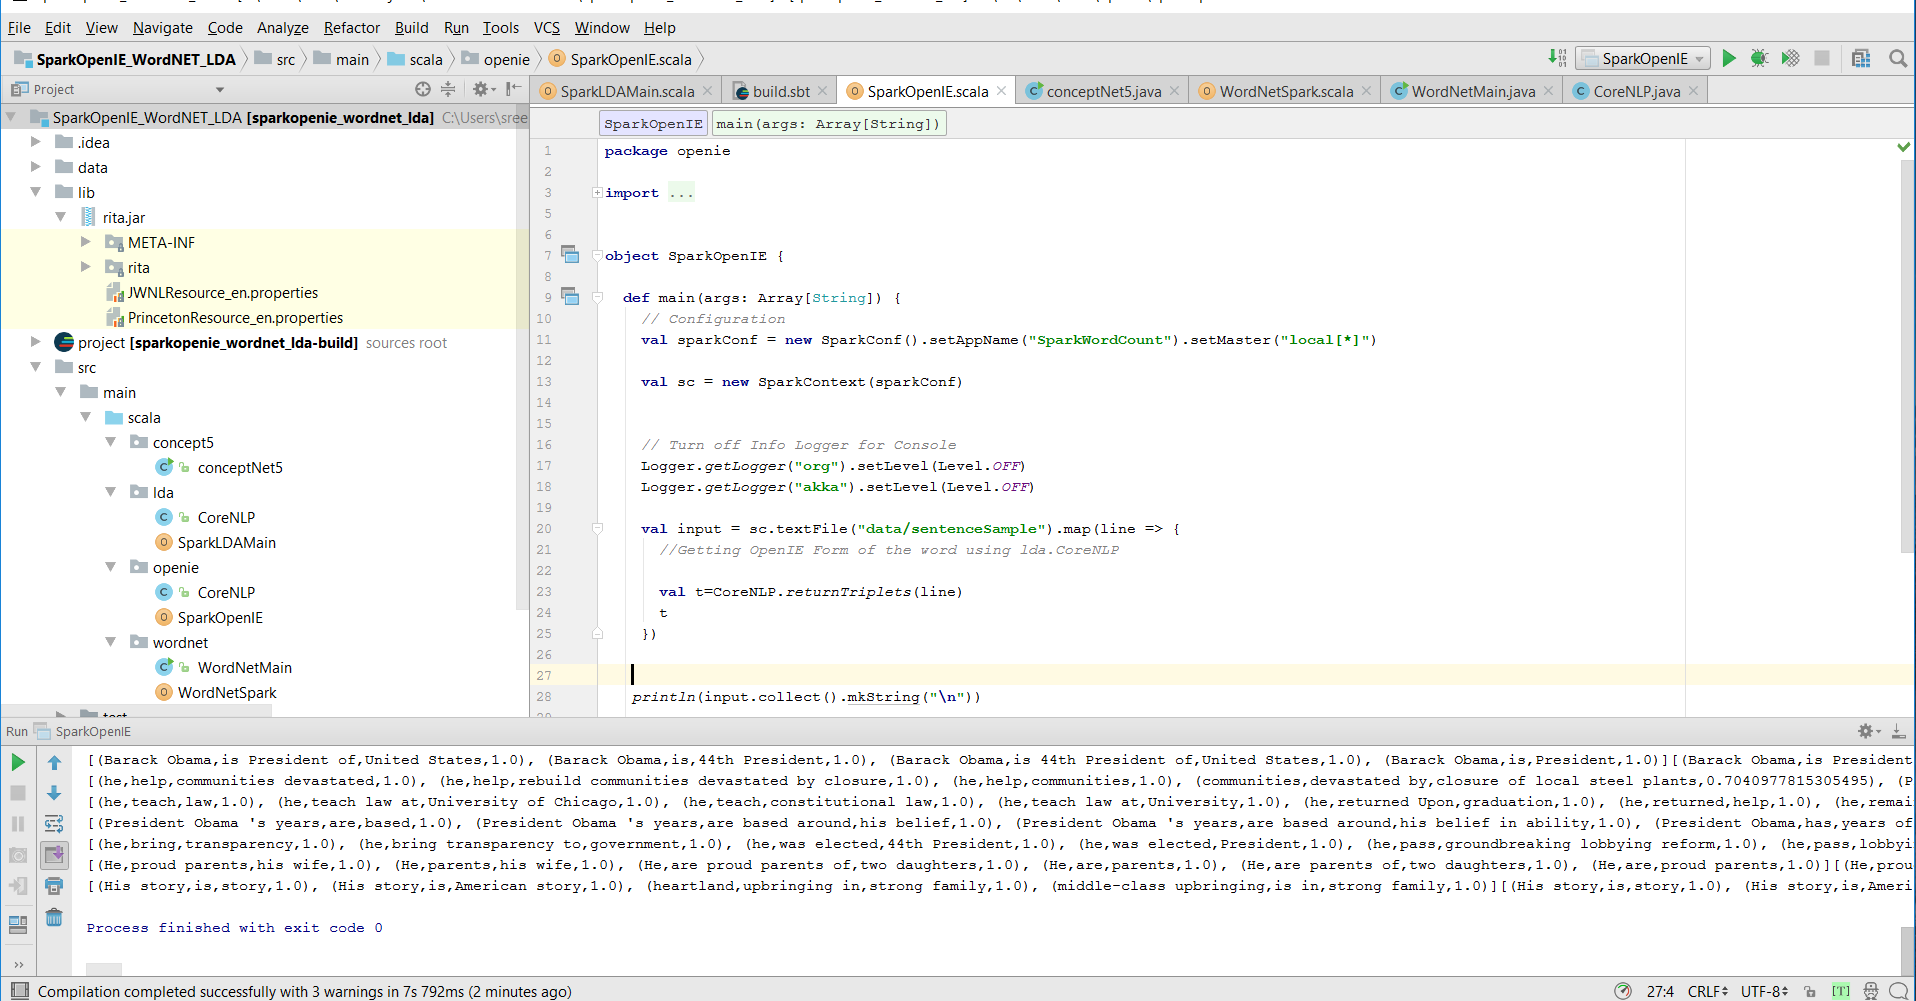 File Edit View Navigate Code Analyze Refactor Build Run Tools VCS Window Help
SparkOpenIE_WordNET_LDA src main scala openie SparkOpenIE.scala SparkOpenIE
Project SparkLDAMain.scala build.sbt SparkOpenIE.scala conceptNet5.java WordNetSpark.scala WordNetMain.java CoreNLP.java
SparkOpenIE_WordNET_LDA [sparkopenie_wordnet_lda] C:\Users\sree
.idea
data
lib
rita.jar
META-INF
rita
JWNLResource_en.properties
PrincetonResource_en.properties
project [sparkopenie_wordnet_lda-build] sources root
src
main
scala
concept5
conceptNet5
lda
CoreNLP
SparkLDAMain
openie
CoreNLP
SparkOpenIE
wordnet
WordNetMain
WordNetSpark
test
SparkOpenIE main(args: Array[String])
1 package openie
2
3 import ...
5
6
7 object SparkOpenIE {
8
9 def main(args: Array[String]) {
10 // Configuration
11 val sparkConf = new SparkConf().setAppName("SparkWordCount").setMaster("local[*]")
12
13 val sc = new SparkContext(sparkConf)
14
15
16 // Turn off Info Logger for Console
17 Logger.getLogger("org").setLevel(Level.OFF)
18 Logger.getLogger("akka").setLevel(Level.OFF)
19
20 val input = sc.textFile("data/sentenceSample").map(line => {
21 //Getting OpenIE Form of the word using lda.CoreNLP
22
23 val t=CoreNLP.returnTriplets(line)
24 t
25 })
26
27
28 println(input.collect().mkString("\n"))
29
Run SparkOpenIE
[(Barack Obama,is President of,United States,1.0), (Barack Obama,is,44th President,1.0), (Barack Obama,is 44th President of,United States,1.0), (Barack Obama,is,President,1.0)][(Barack Obama,is President
[(he,help,communities devastated,1.0), (he,help,rebuild communities devastated by closure,1.0), (he,help,communities,1.0), (communities,devastated by,closure of local steel plants,0.7040977815305495), (P
[(he,teach,law,1.0), (he,teach law at,University of Chicago,1.0), (he,teach,constitutional law,1.0), (he,teach law at,University,1.0), (he,returned Upon,graduation,1.0), (he,returned,help,1.0), (he,remai
[(President Obama 's years,are,based,1.0), (President Obama 's years,are based around,his belief,1.0), (President Obama 's years,are based around,his belief in ability,1.0), (President Obama,has,years of
[(he,bring,transparency,1.0), (he,bring transparency to,government,1.0), (he,was elected,44th President,1.0), (he,was elected,President,1.0), (he,pass,groundbreaking lobbying reform,1.0), (he,pass,lobbyi
[(He,proud parents,his wife,1.0), (He,parents,his wife,1.0), (He,are proud parents of,two daughters,1.0), (He,are,parents,1.0), (He,are parents of,two daughters,1.0), (He,are,proud parents,1.0)][(He,prou
[(His story,is,story,1.0), (His story,is,American story,1.0), (heartland,upbringing in,strong family,1.0), (middle-class upbringing,is in,strong family,1.0)][(His story,is,story,1.0), (His story,is,Ameri
Process finished with exit code 0
Compilation completed successfully with 3 warnings in 7s 792ms (2 minutes ago) 27:4 CRLF UTF-8 [T]